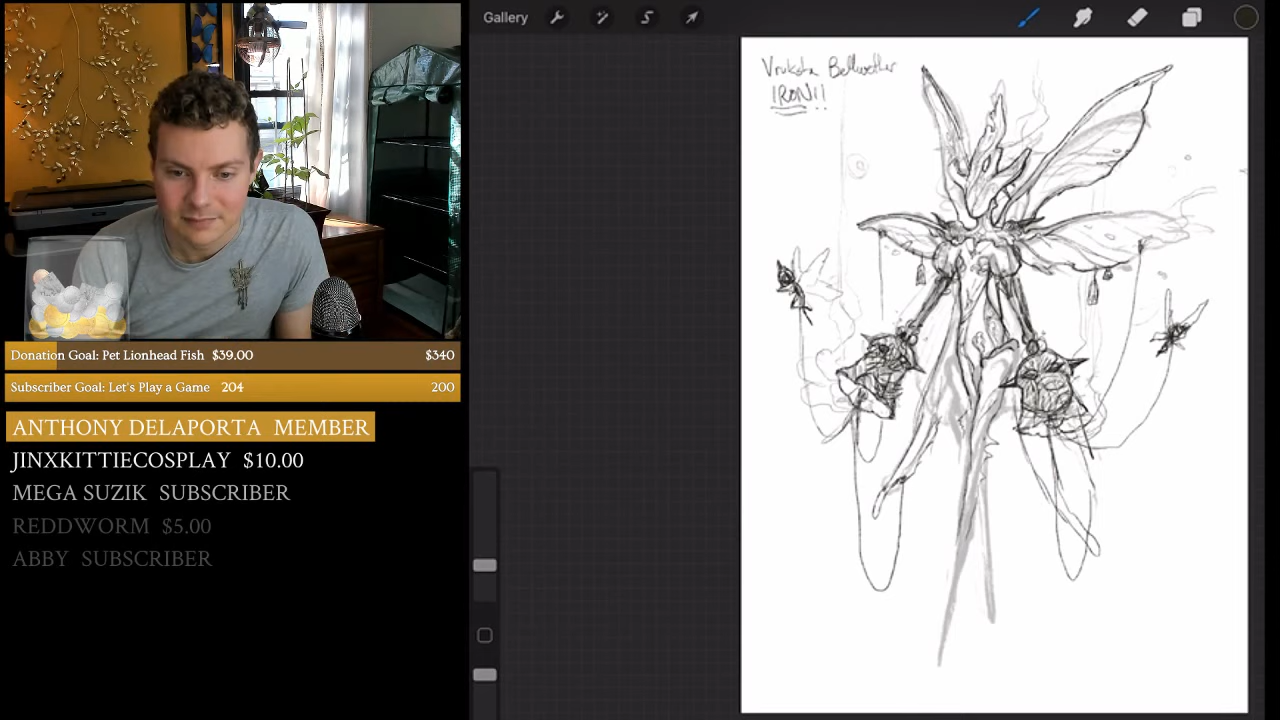 Gallery
Vruksha Bellwether
IRON!!
Donation Goal: Pet Lionhead Fish $39.00 $340
Subscriber Goal: Let's Play a Game 204 200
ANTHONY DELAPORTA MEMBER
JINXKITTIECOSPLAY $10.00
MEGA SUZIK SUBSCRIBER
REDDWORM $5.00
ABBY SUBSCRIBER